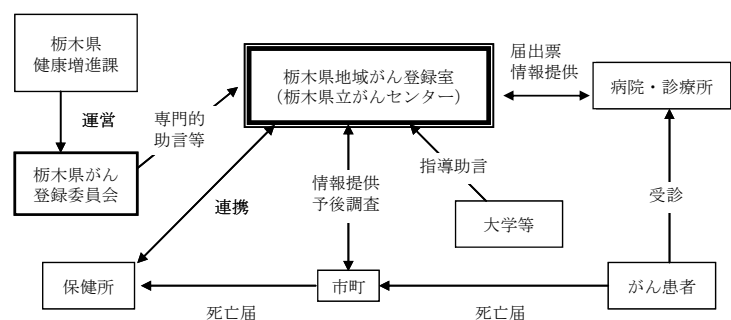 栃木県
健康増進課
運営
栃木県がん
登録委員会
専門的
助言等
栃木県地域がん登録室
（栃木県立がんセンター）
届出票
情報提供
病院・診療所
連携
情報提供
予後調査
指導助言
大学等
受診
保健所
死亡届
市町
死亡届
がん患者